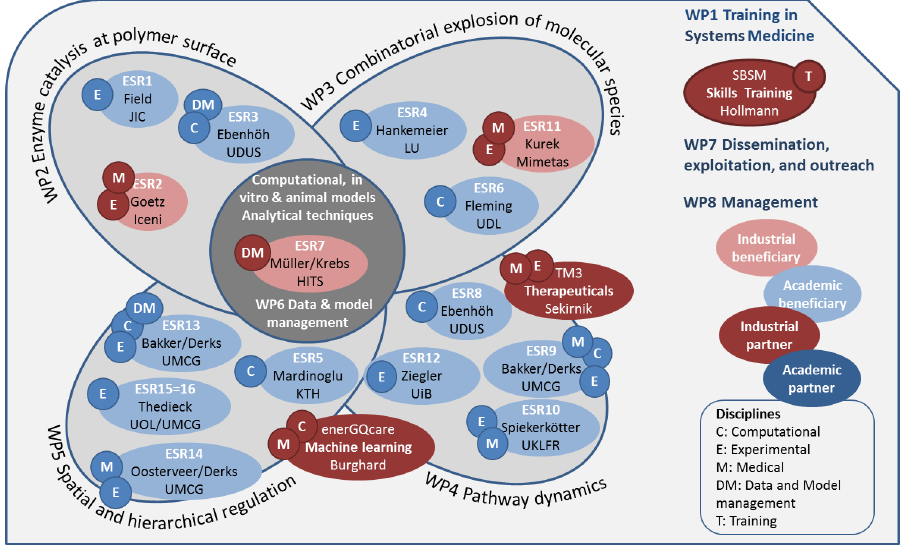 WP2 Enzyme catalysis at polymer surface
E
ESR1
Field
JIC
DM
C
ESR3
Ebenhöh
UDUS
M
E
ESR2
Goetz
Iceni
WP3 Combinatorial explosion of molecular species
E
ESR4
Hankemeier
LU
M
E
ESR11
Kurek
Mimetas
C
ESR6
Fleming
UDL
Computational, in
vitro & animal models
Analytical techniques
DM
ESR7
Müller/Krebs
HITS
WP6 Data & model
management
M
E
TM3
Therapeuticals
Sekirnik
C
ESR8
Ebenhöh
UDUS
E
ESR12
Ziegler
UiB
M
C
E
ESR9
Bakker/Derks
UMCG
E
M
ESR10
Spiekerkötter
UKLFR
WP4 Pathway dynamics
DM
C
E
ESR13
Bakker/Derks
UMCG
C
ESR5
Mardinoglu
KTH
E
ESR15=16
Thedieck
UOL/UMCG
C
M
enerGQcare
Machine learning
Burghard
M
E
ESR14
Oosterveer/Derks
UMCG
WP5 Spatial and hierarchical regulation
WP1 Training in
Systems Medicine
T
SBSM
Skills Training
Hollmann
WP7 Dissemination,
exploitation, and outreach
WP8 Management
Industrial
beneficiary
Academic
beneficiary
Industrial
partner
Academic
partner
Disciplines
C: Computational
E: Experimental
M: Medical
DM: Data and Model
management
T: Training